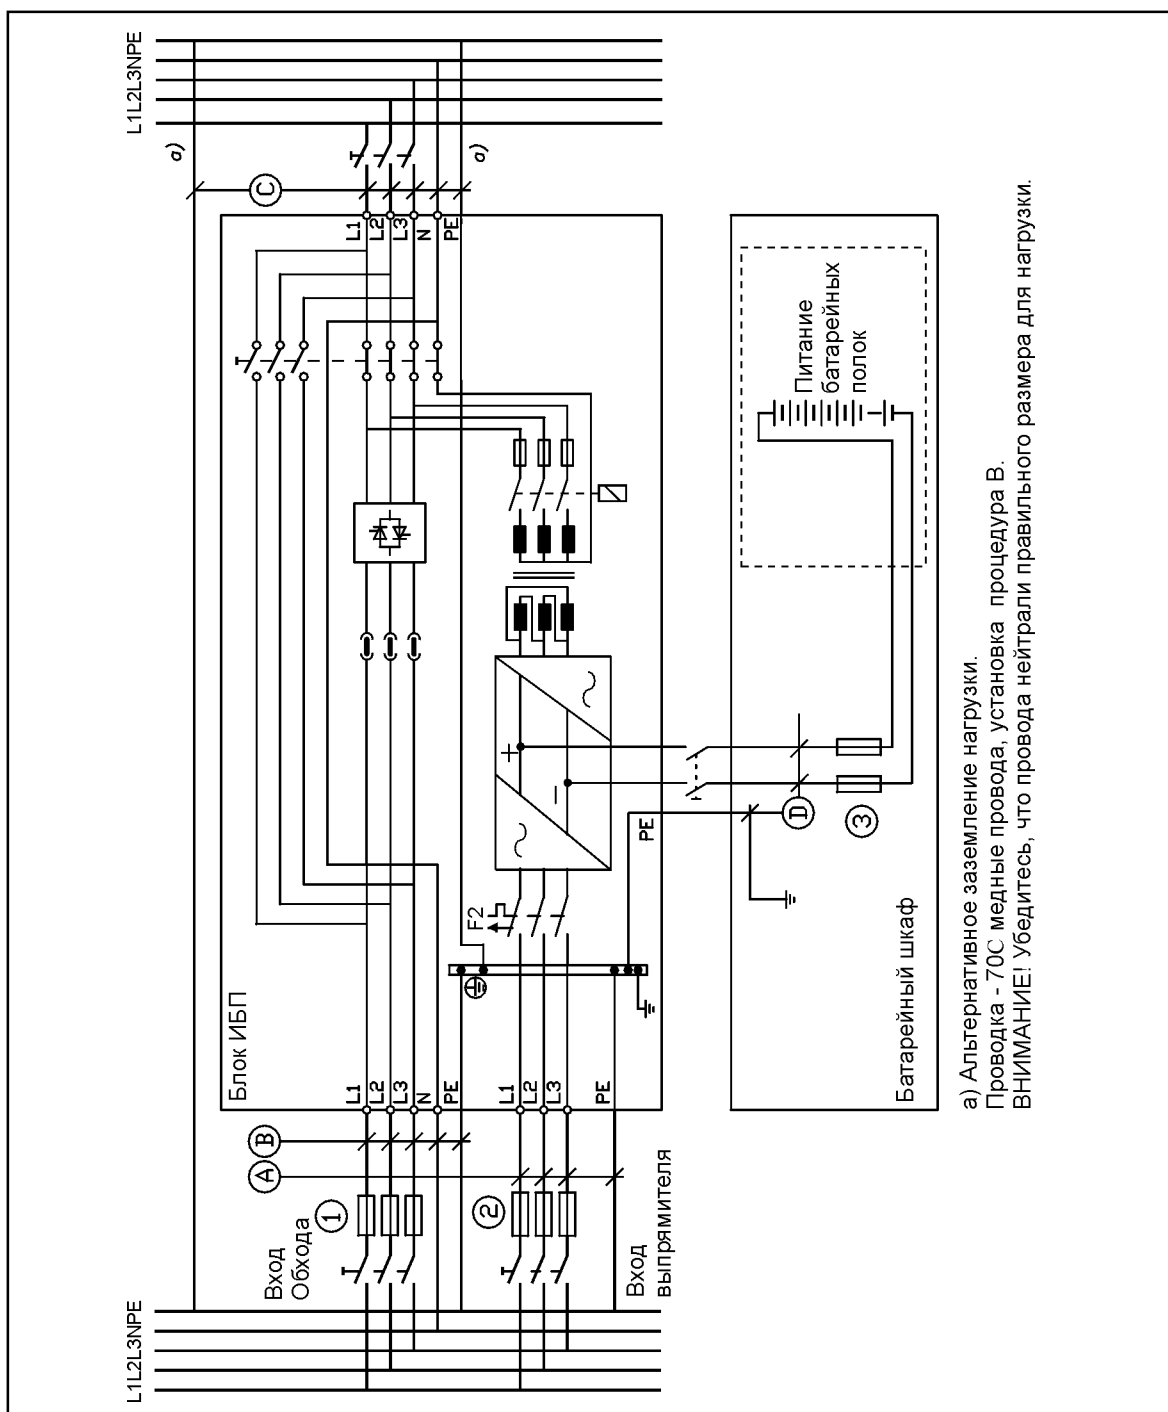 L1L2L3NPE
Вход
Обхода
1
A
B
L1
L2
L3
N
PE
Блок ИБП
2
Вход
выпрямителя
L1
L2
L3
PE
F2
PE
+
–
C
a)
a)
L1
L2
L3
N
PE
L1L2L3NPE
Батарейный шкаф
D
3
Питание
батарейных
полок
а) Альтернативное заземление нагрузки.
Проводка - 70С медные провода, установка процедура В.
ВНИМАНИЕ! Убедитесь, что провода нейтрали правильного размера для нагрузки.